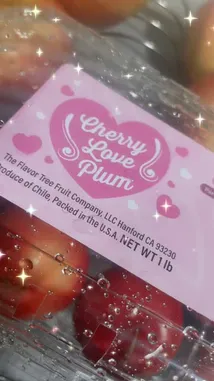 Cherry
Love
Plum
The Flavor Tree Fruit Company, LLC Hanford CA 93230
Produce of Chile, Packed in the U.S.A. NET WT 1 lb